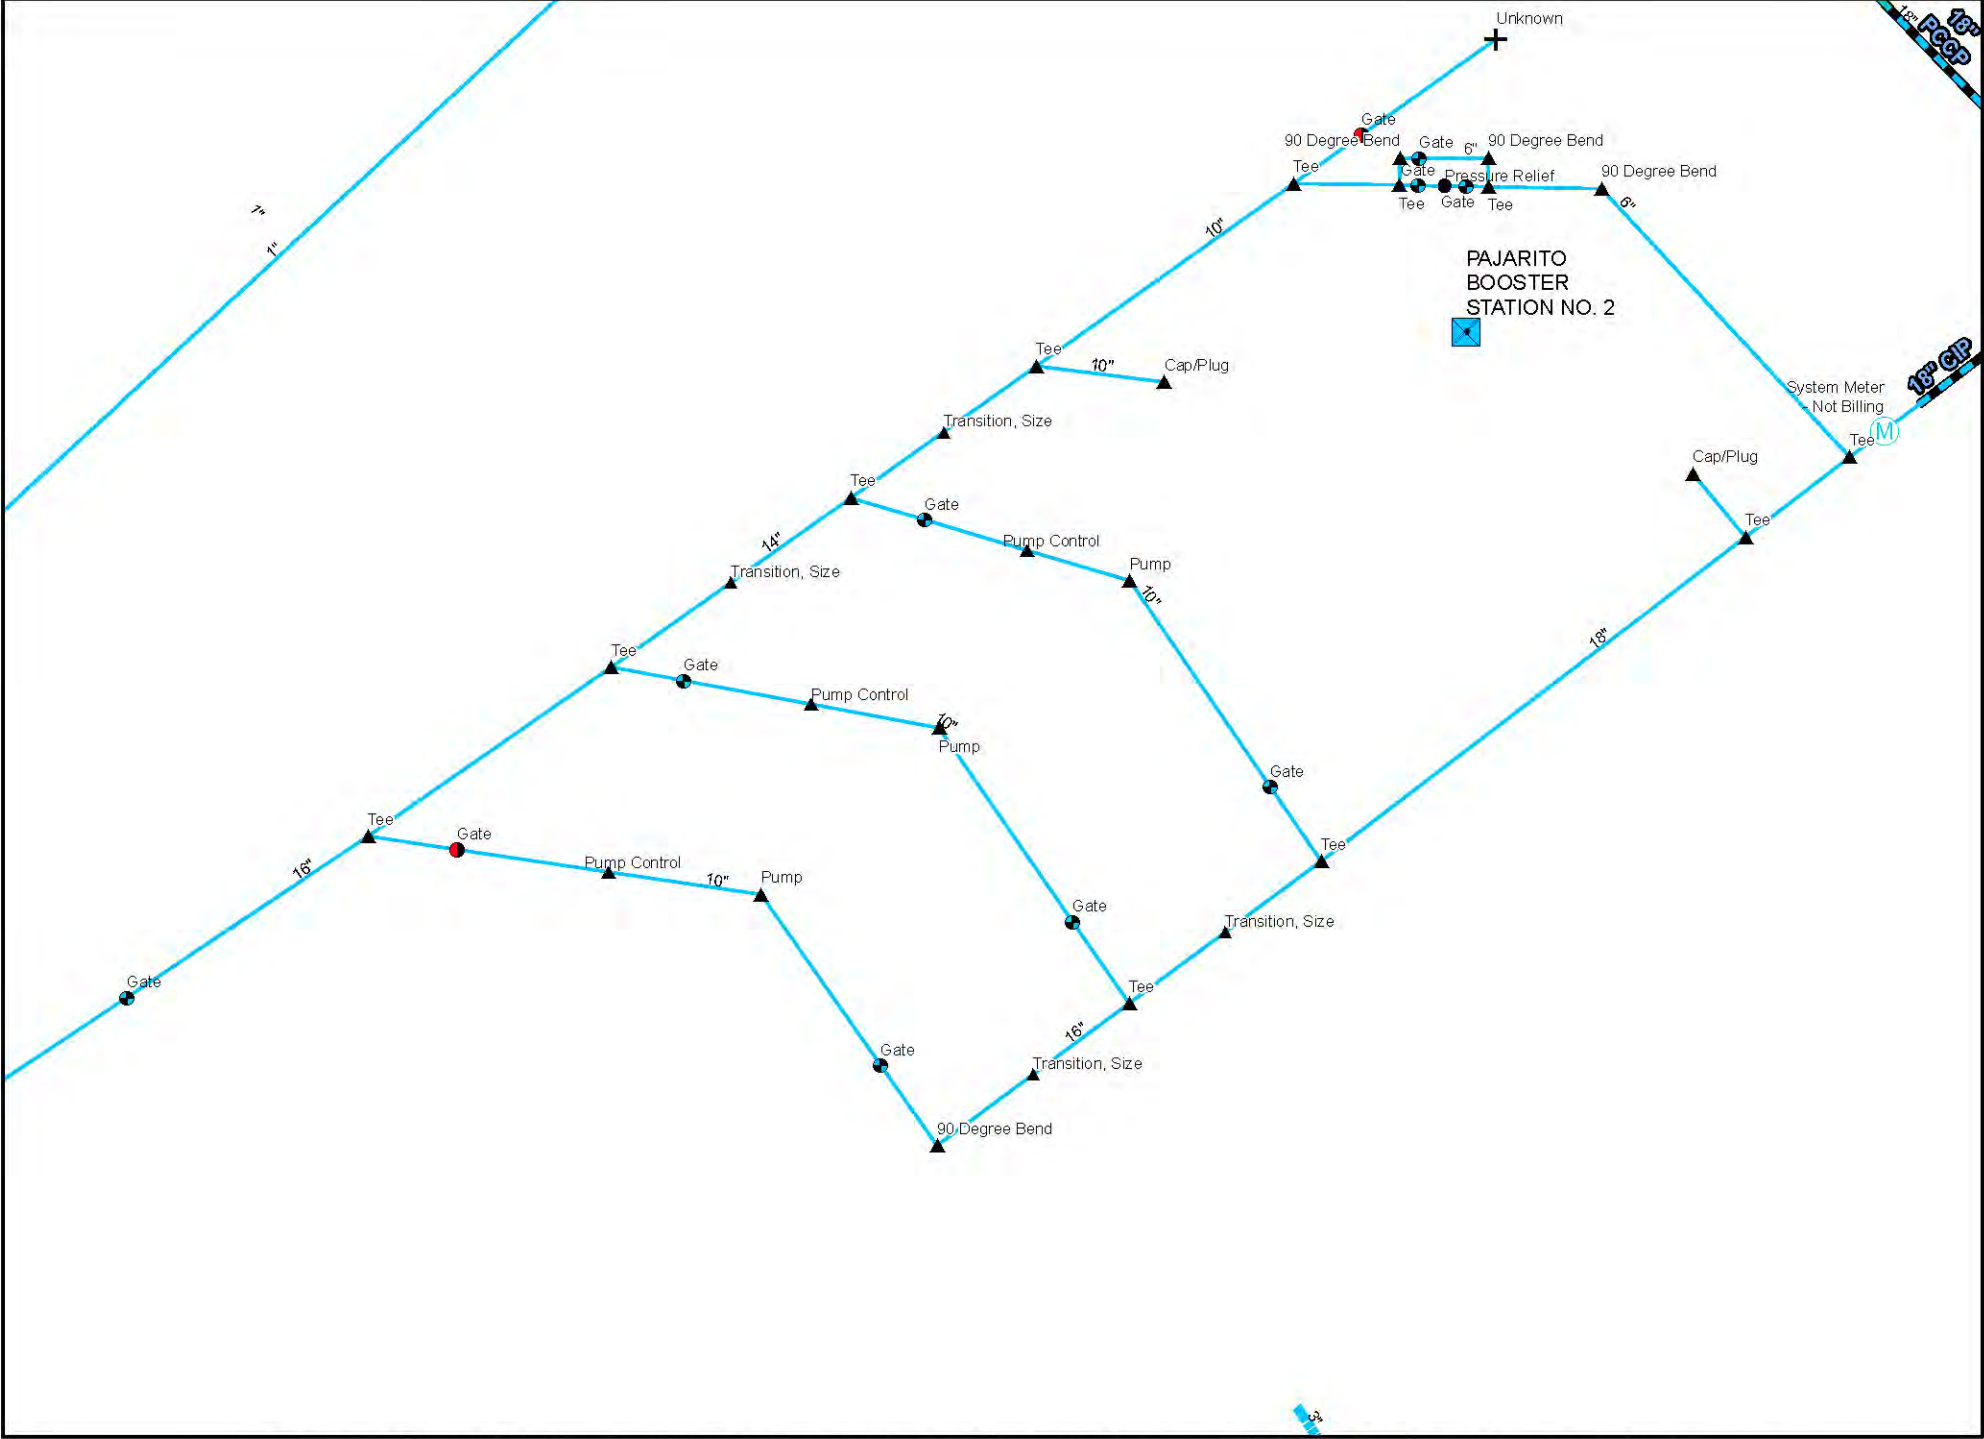 Unknown
18"
18"
PCCP
Gate
90 Degree Bend
Gate
6"
90 Degree Bend
Tee
Gate
Pressure Relief
90 Degree Bend
Tee
Gate
Tee
6"
1"
10"
1"
PAJARITO
BOOSTER
STATION NO. 2
Tee
10"
Cap/Plug
18" CIP
System Meter
- Not Billing
M
Transition, Size
Tee
Cap/Plug
Tee
Gate
Tee
14"
Pump Control
Pump
Transition, Size
10"
18"
Tee
Gate
Pump Control
10"
Pump
Gate
Tee
Gate
Tee
16"
Pump Control
10"
Pump
Gate
Transition, Size
Gate
Tee
16"
Gate
Transition, Size
90 Degree Bend
3"